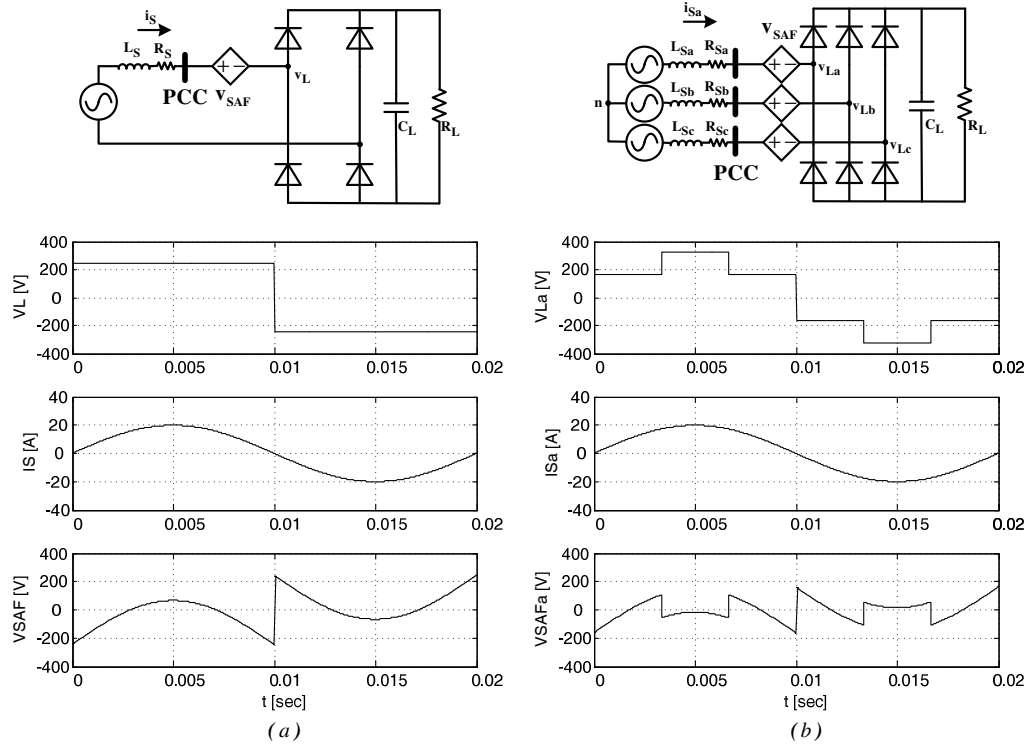 iS
LS RS
PCC
vSAF
vL
CL
RL
iSa
LSa RSa
vSAF
vLa
n
LSb RSb
vLb
LSc RSc
vLc
PCC
CL
RL
VL [V]
400
200
0
-200
-400
0 0.005 0.01 0.015 0.02
IS [A]
40
20
0
-20
-40
0 0.005 0.01 0.015 0.02
VSAF [V]
400
200
0
-200
-400
0 0.005 0.01 0.015 0.02
t [sec]
(a)
VLa [V]
400
200
0
-200
-400
0 0.005 0.01 0.015 0.02
ISa [A]
40
20
0
-20
-40
0 0.005 0.01 0.015 0.02
VSAFa [V]
400
200
0
-200
-400
0 0.005 0.01 0.015 0.02
t [sec]
(b)